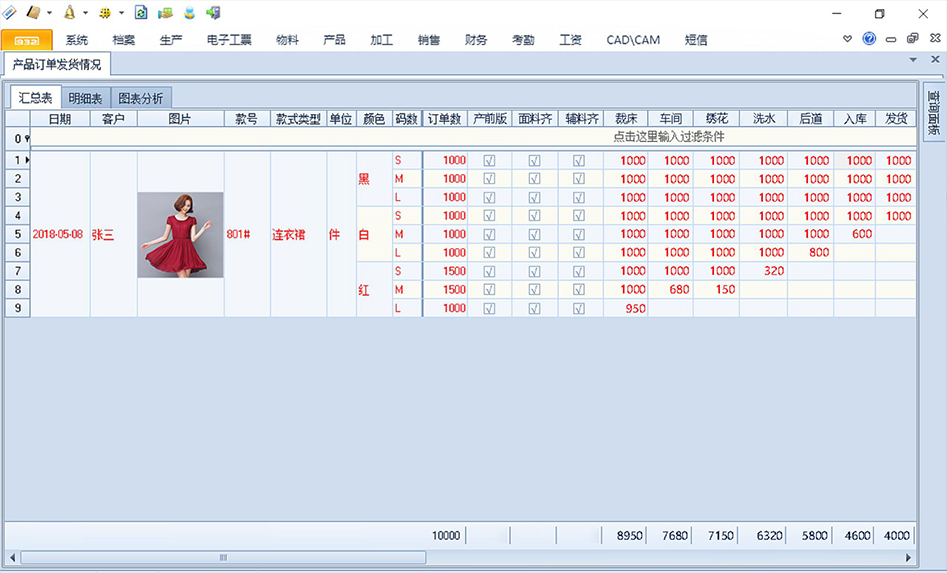 系统 档案 生产 电子工票 物料 产品 加工 销售 财务 考勤 工资 CAD\CAM 短信
产品订单发货情况
汇总表 明细表 图表分析
查询面板
日期 客户 图片 款号 款式类型 单位 颜色 码数 订单数 产前版 面料齐 辅料齐 裁床 车间 绣花 洗水 后道 入库 发货
0 点击这里输入过滤条件
1 S 1000 1000 1000 1000 1000 1000 1000 1000
2 黑 M 1000 1000 1000 1000 1000 1000 1000 1000
3 L 1000 1000 1000 1000 1000 1000 1000 1000
4 S 1000 1000 1000 1000 1000 1000 1000 1000
5 2018-05-08 张三 801# 连衣裙 件 白 M 1000 1000 1000 1000 1000 1000 600
6 L 1000 1000 1000 1000 1000 800
7 S 1500 1000 1000 1000 320
8 红 M 1500 1000 680 150
9 L 1000 950
10000 8950 7680 7150 6320 5800 4600 4000